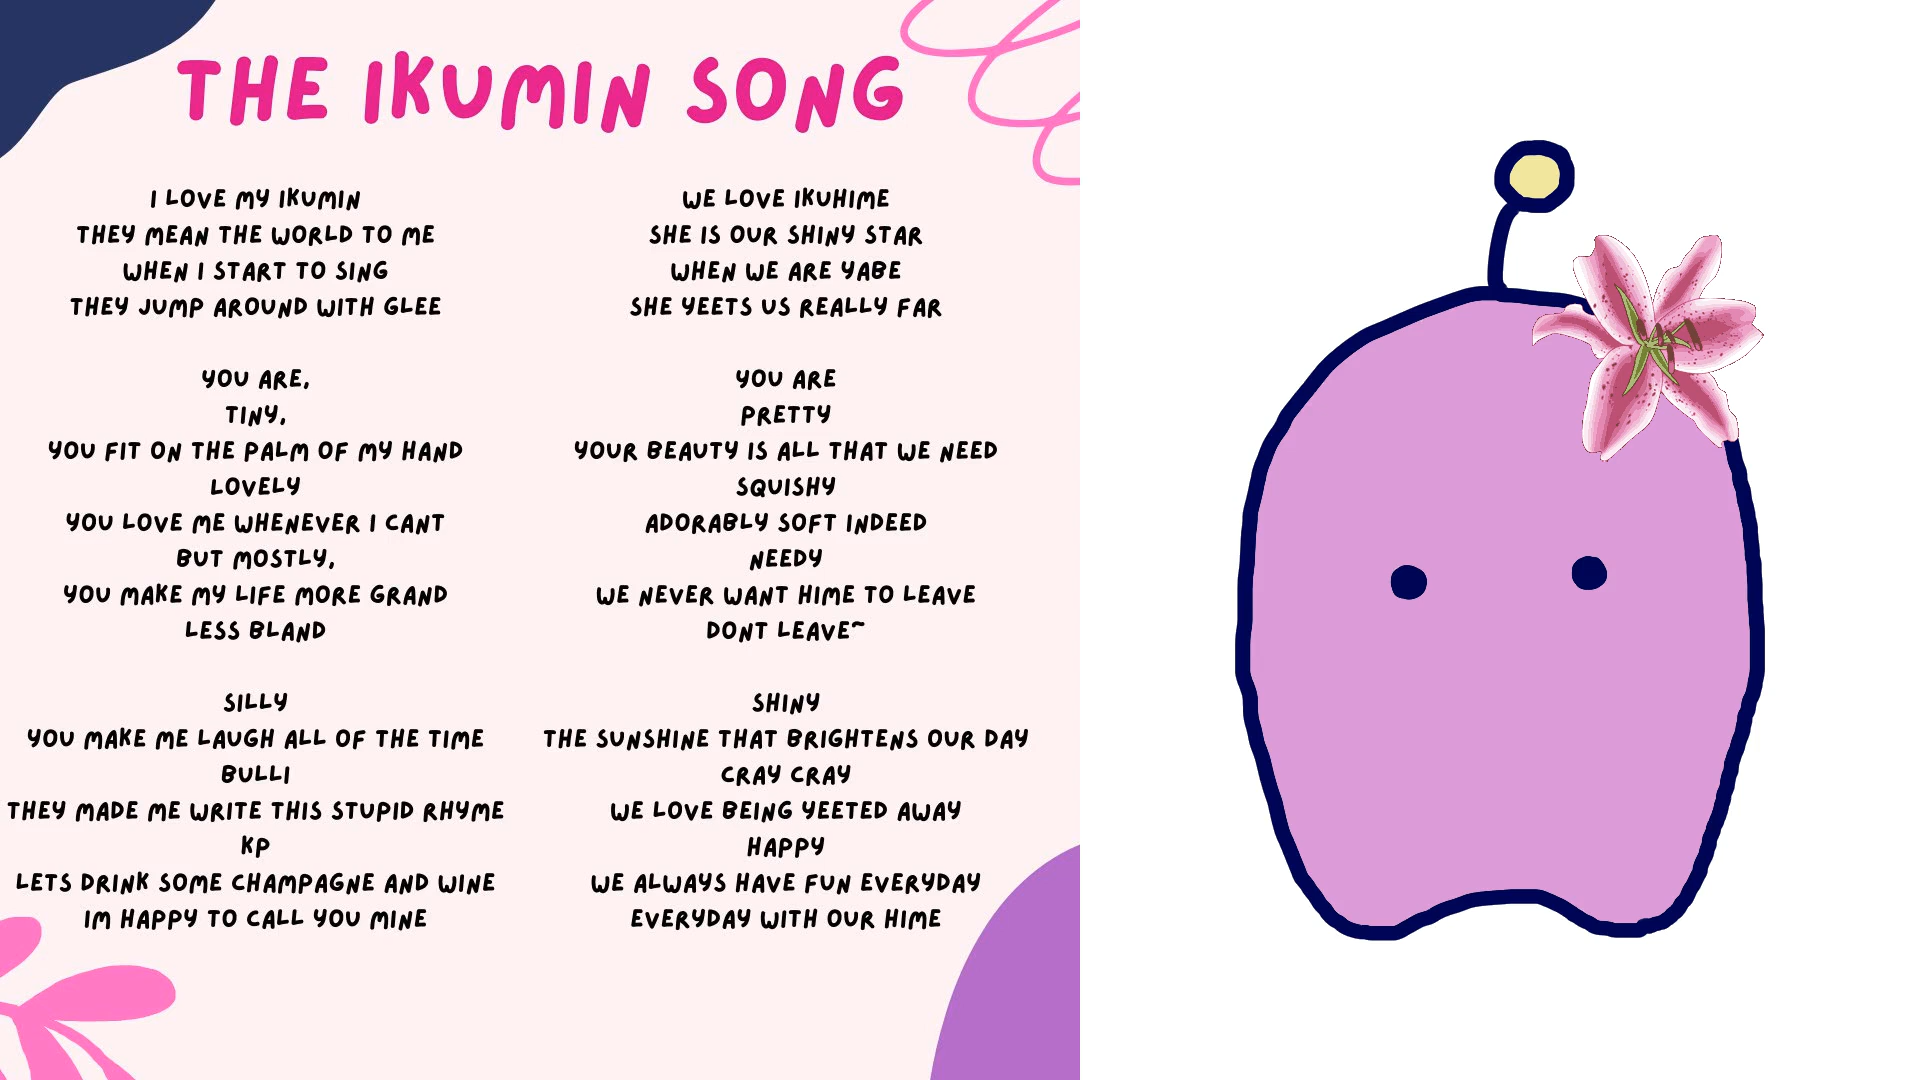 THE IKUMIN SONG
I LOVE MY IKUMIN
THEY MEAN THE WORLD TO ME
WHEN I START TO SING
THEY JUMP AROUND WITH GLEE
YOU ARE,
TINY,
YOU FIT ON THE PALM OF MY HAND
LOVELY
YOU LOVE ME WHENEVER I CANT
BUT MOSTLY,
YOU MAKE MY LIFE MORE GRAND
LESS BLAND
SILLY
YOU MAKE ME LAUGH ALL OF THE TIME
BULLI
THEY MADE ME WRITE THIS STUPID RHYME
KP
LETS DRINK SOME CHAMPAGNE AND WINE
IM HAPPY TO CALL YOU MINE
WE LOVE IKUHIME
SHE IS OUR SHINY STAR
WHEN WE ARE YABE
SHE YEETS US REALLY FAR
YOU ARE
PRETTY
YOUR BEAUTY IS ALL THAT WE NEED
SQUISHY
ADORABLY SOFT INDEED
NEEDY
WE NEVER WANT HIME TO LEAVE
DONT LEAVE~
SHINY
THE SUNSHINE THAT BRIGHTENS OUR DAY
CRAY CRAY
WE LOVE BEING YEETED AWAY
HAPPY
WE ALWAYS HAVE FUN EVERYDAY
EVERYDAY WITH OUR HIME